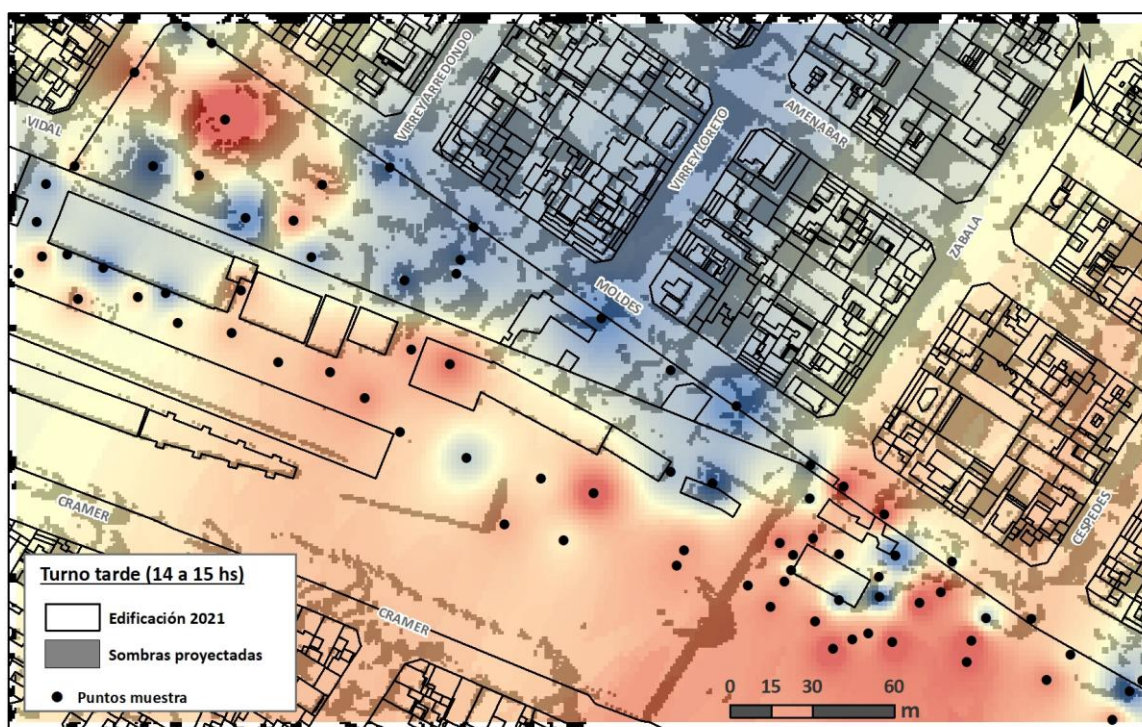 N
VIDAL
VIRREY ARREDONDO
VIRREY LORETO
AMENABAR
ZABALA
MOLDES
CESPEDES
CRAMER
CRAMER
Turno tarde (14 a 15 hs)
Edificación 2021
Sombras proyectadas
Puntos muestra
0 15 30 60
m